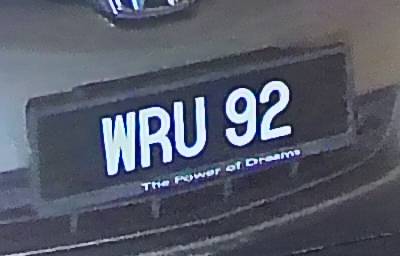 WRU 92
The Power of Dreams